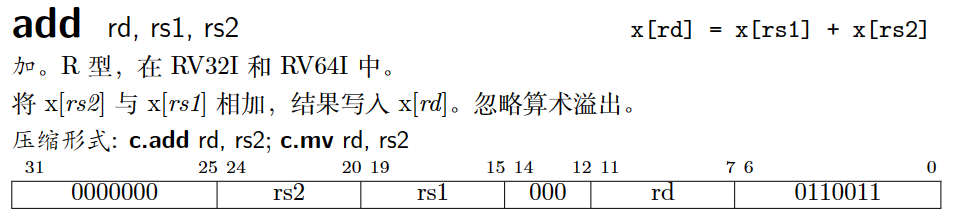 add rd, rs1, rs2 x[rd] = x[rs1] + x[rs2]
加。R 型，在 RV32I 和 RV64I 中。
将 x[rs2] 与 x[rs1] 相加，结果写入 x[rd]。忽略算术溢出。
压缩形式: c.add rd, rs2; c.mv rd, rs2
31 25 24 20 19 15 14 12 11 7 6 0
0000000 rs2 rs1 000 rd 0110011